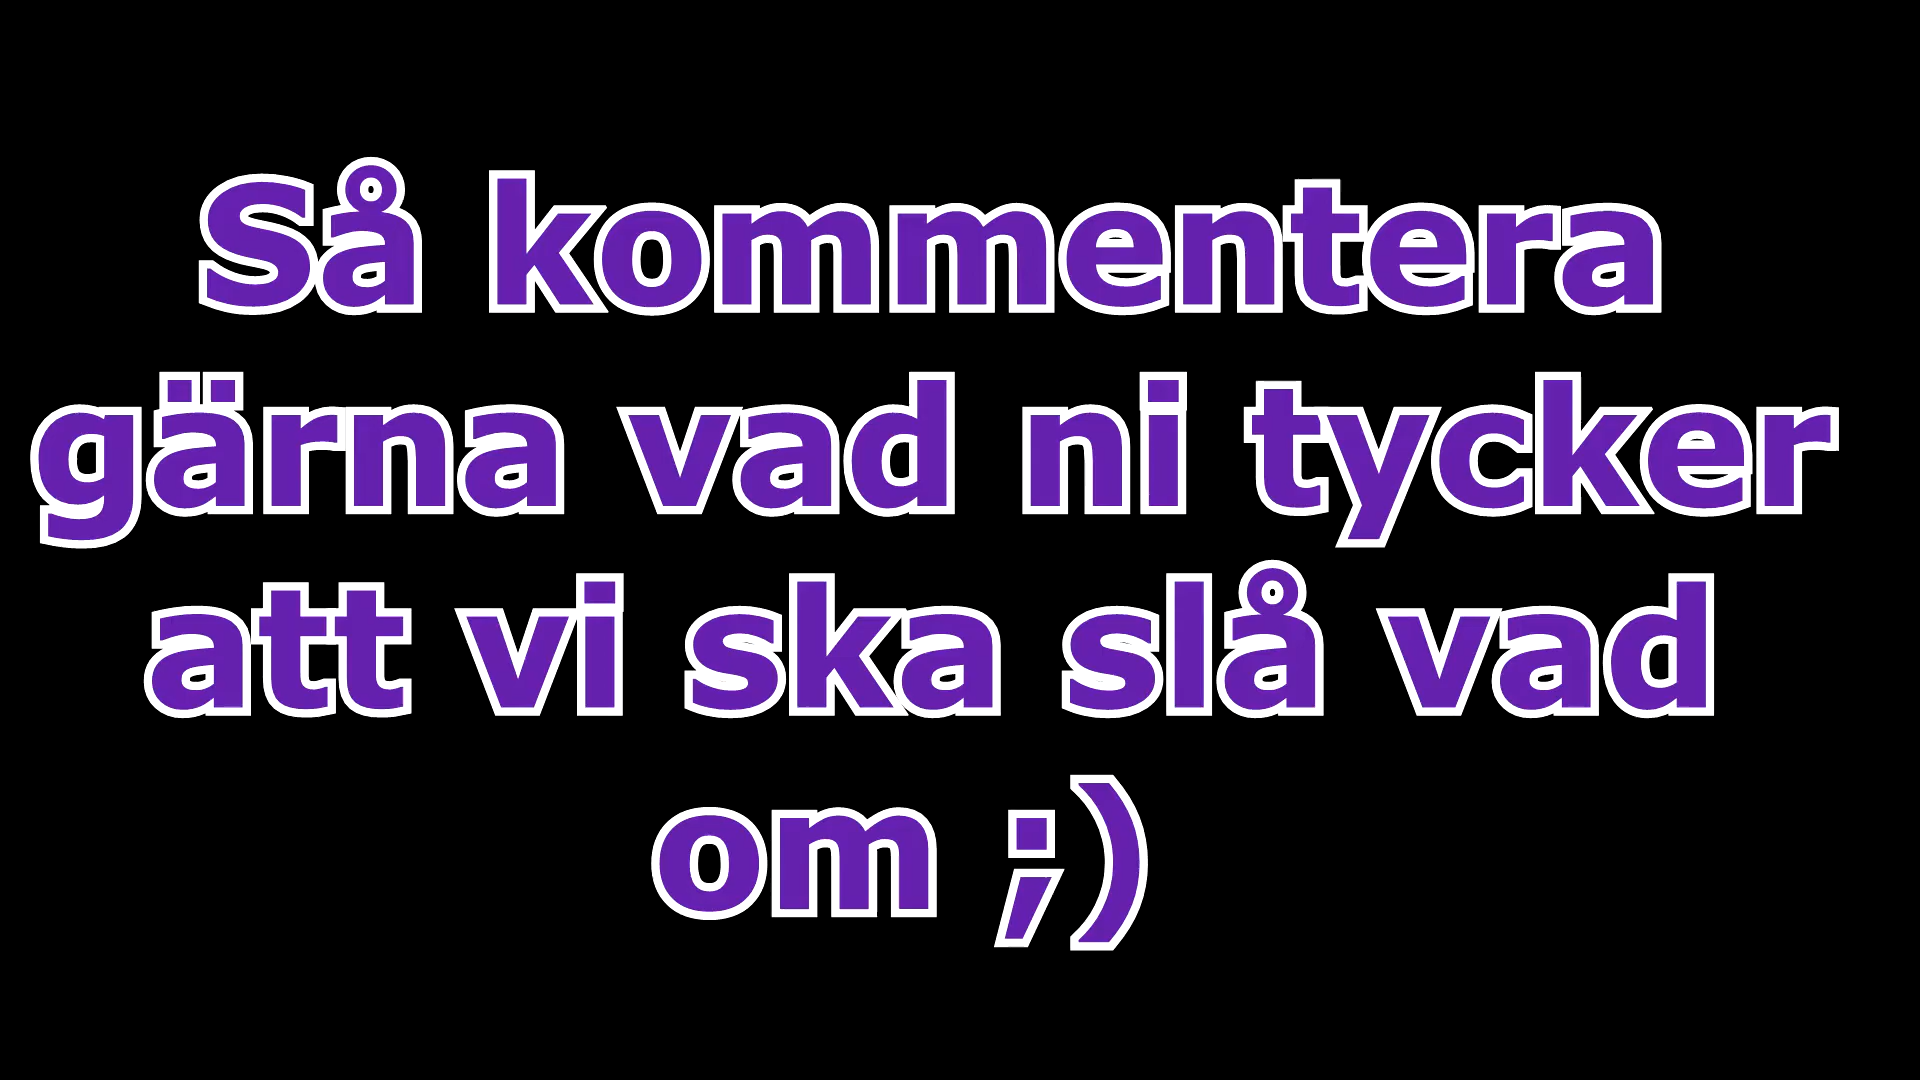 Så kommentera
gärna vad ni tycker
att vi ska slå vad
om ;)